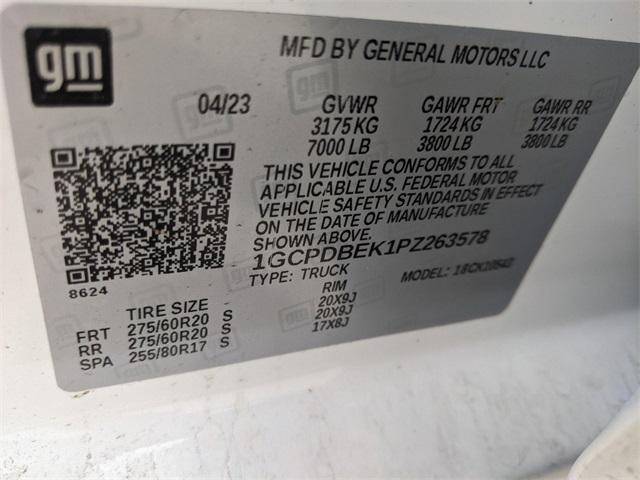 gm
MFD BY GENERAL MOTORS LLC
04/23 GVWR GAWR FRT GAWR RR
3175 KG 1724 KG 1724 KG
7000 LB 3800 LB 3800 LB
THIS VEHICLE CONFORMS TO ALL
APPLICABLE U.S. FEDERAL MOTOR
VEHICLE SAFETY STANDARDS IN EFFECT
ON THE DATE OF MANUFACTURE
SHOWN ABOVE.
1GCPDBEK1PZ263578
TYPE: TRUCK MODEL: 18CK10543
8624
TIRE SIZE RIM
FRT 275/60R20 S 20X9J
RR 275/60R20 S 20X9J
SPA 255/80R17 S 17X8J